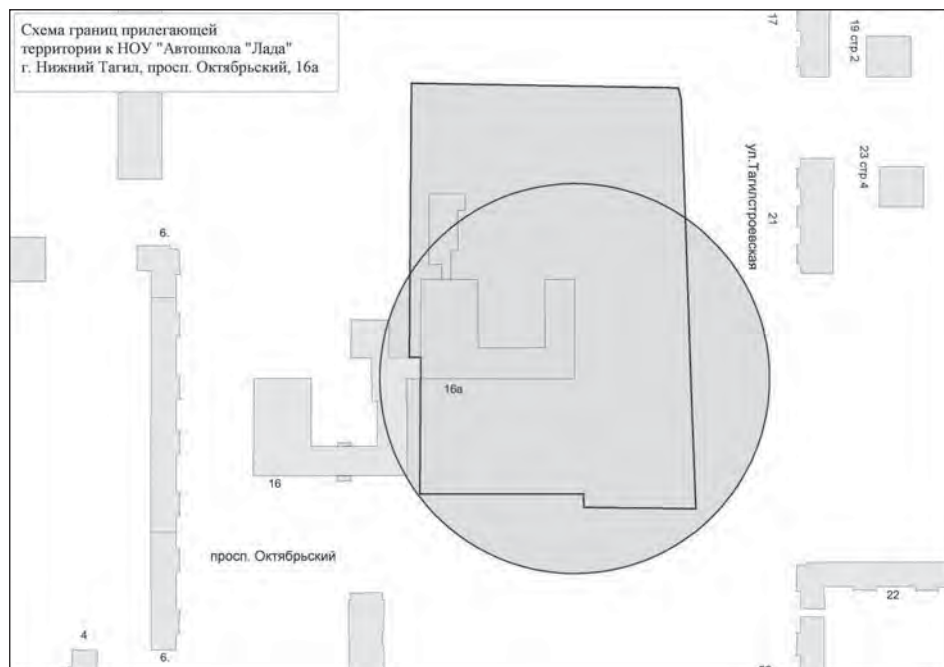 Схема границ прилегающей
территории к НОУ "Автошкола "Лада"
г. Нижний Тагил, просп. Октябрьский, 16а
17
19 стр.2
23 стр.4
ул.Тагилстроевская
21
6.
16а
16
просп. Октябрьский
22
4
6.